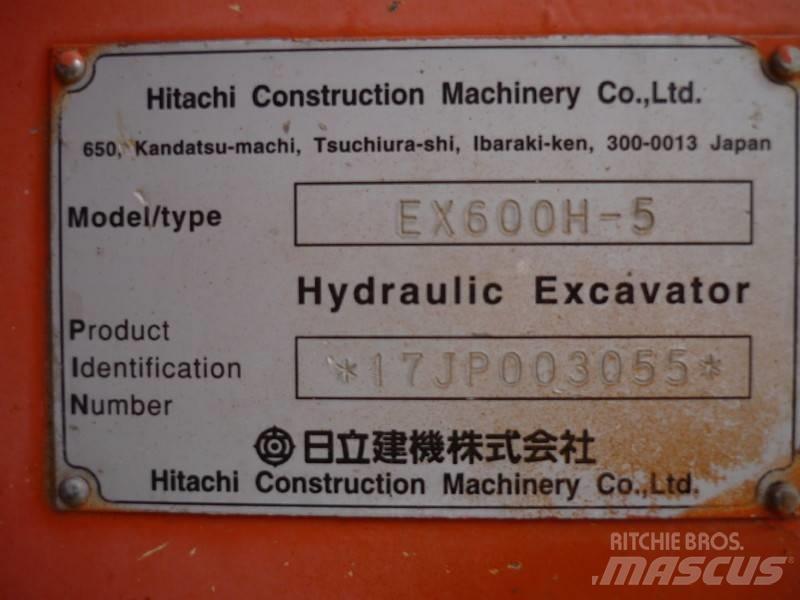 Hitachi Construction Machinery Co.,Ltd.
650, Kandatsu-machi, Tsuchiura-shi, Ibaraki-ken, 300-0013 Japan
Model/type EX600H-5
Hydraulic Excavator
Product
Identification *17JP003055*
Number
日立建機株式会社
Hitachi Construction Machinery Co.,Ltd.
RITCHIE BROS.
MASCUS